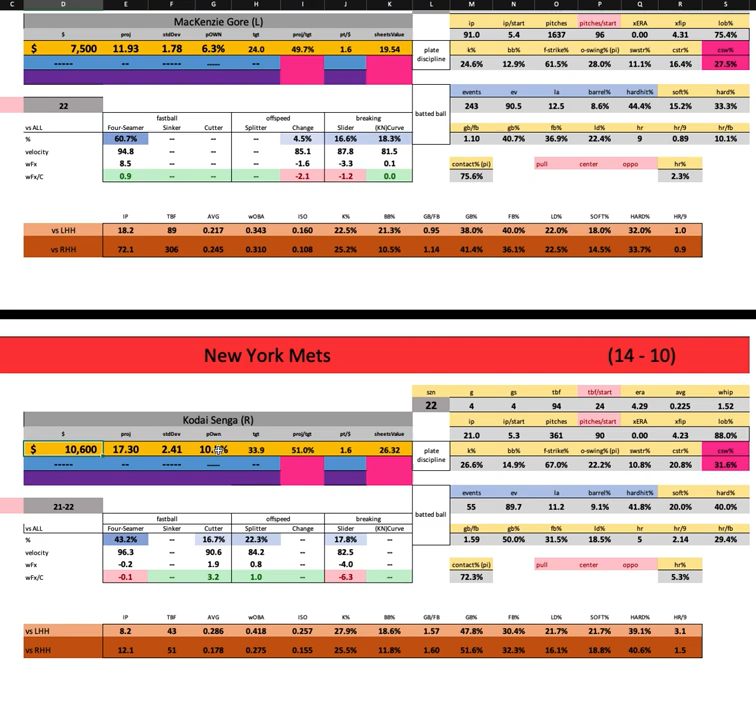 C D E F G H I J K L M N O P Q R S
MacKenzie Gore (L) ip ip/start pitches pitches/start xERA xfip lob%
$ proj stdDev pOWN tgt proj/tgt pt/$ sheetsValue 91.0 5.4 1637 96 0.00 4.31 75.4%
$ 7,500 11.93 1.78 6.3% 24.0 49.7% 1.6 19.54 plate discipline k% bb% f-strike% o-swing% (pi) swstr% cstr% csw%
----- -- ----- ---- -- 24.6% 12.9% 61.5% 28.0% 11.1% 16.4% 27.5%
events ev la barrel% hardhit% soft% hard%
22 243 90.5 12.5 8.6% 44.4% 15.2% 33.3%
fastball offspeed breaking batted ball gb/fb gb% fb% ld% hr hr/9 hr/fb
vs ALL Four-Seamer Sinker Cutter Splitter Change Slider (KN)Curve 1.10 40.7% 36.9% 22.4% 9 0.89 10.1%
% 60.7% -- -- -- 4.5% 16.6% 18.3%
velocity 94.8 -- -- -- 85.1 87.8 81.5
wFx 8.5 -- -- -- -1.6 -3.3 0.1 contact% (pi) pull center oppo hr%
wFx/C 0.9 -- -- -- -2.1 -1.2 0.0 75.6% 2.3%
IP TBF AVG wOBA ISO K% BB% GB/FB GB% FB% LD% SOFT% HARD% HR/9
vs LHH 18.2 89 0.217 0.343 0.160 22.5% 21.3% 0.95 38.0% 40.0% 22.0% 18.0% 32.0% 1.0
vs RHH 72.1 306 0.245 0.310 0.108 25.2% 10.5% 1.14 41.4% 36.1% 22.5% 14.5% 33.7% 0.9
New York Mets (14 - 10)
szn g gs tbf tbf/start era avg whip
22 4 4 94 24 4.29 0.225 1.52
Kodai Senga (R) ip ip/start pitches pitches/start xERA xfip lob%
$ proj stdDev pOwn tgt proj/tgt pt/$ sheetsValue 21.0 5.3 361 90 0.00 4.23 88.0%
$ 10,600 17.30 2.41 33.9 51.0% 1.6 26.32 plate discipline k% bb% f-strike% o-swing% (pi) swstr% cstr% csw%
----- -- ----- ---- -- 26.6% 14.9% 67.0% 22.2% 10.8% 20.8% 31.6%
events ev la barrel% hardhit% soft% hard%
21-22 55 89.7 11.2 9.1% 41.8% 20.0% 40.0%
fastball offspeed breaking batted ball gb/fb gb% fb% ld% hr hr/9 hr/fb
vs ALL Four-Seamer Sinker Cutter Splitter Change Slider (KN)Curve 1.59 50.0% 31.5% 18.5% 5 2.14 29.4%
% 43.2% -- 16.7% 22.3% -- 17.8% --
velocity 96.3 -- 90.6 84.2 -- 82.5 --
wFx -0.2 -- 1.9 0.8 -- -4.0 -- contact% (pi) pull center oppo hr%
wFx/C -0.1 -- 3.2 1.0 -- -6.3 -- 72.3% 5.3%
IP TBF AVG wOBA ISO K% BB% GB/FB GB% FB% LD% SOFT% HARD% HR/9
vs LHH 8.2 43 0.286 0.418 0.257 27.9% 18.6% 1.57 47.8% 30.4% 21.7% 21.7% 39.1% 3.1
vs RHH 12.1 51 0.178 0.275 0.155 25.5% 11.8% 1.60 51.6% 32.3% 16.1% 18.8% 40.6% 1.5